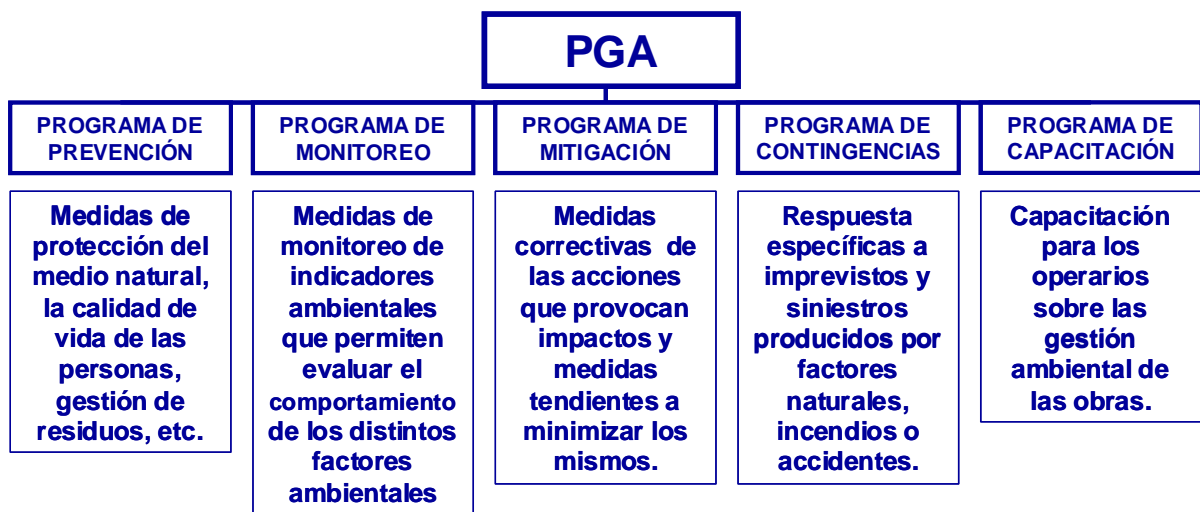 PGA
PROGRAMA DE
PREVENCIÓN
Medidas de
protección del
medio natural,
la calidad de
vida de las
personas,
gestión de
residuos, etc.
PROGRAMA DE
MONITOREO
Medidas de
monitoreo de
indicadores
ambientales
que permiten
evaluar el
comportamiento
de los distintos
factores
ambientales
PROGRAMA DE
MITIGACIÓN
Medidas
correctivas de
las acciones
que provocan
impactos y
medidas
tendientes a
minimizar los
mismos.
PROGRAMA DE
CONTINGENCIAS
Respuesta
específicas a
imprevistos y
siniestros
producidos por
factores
naturales,
incendios o
accidentes.
PROGRAMA DE
CAPACITACIÓN
Capacitación
para los
operarios
sobre las
gestión
ambiental de
las obras.